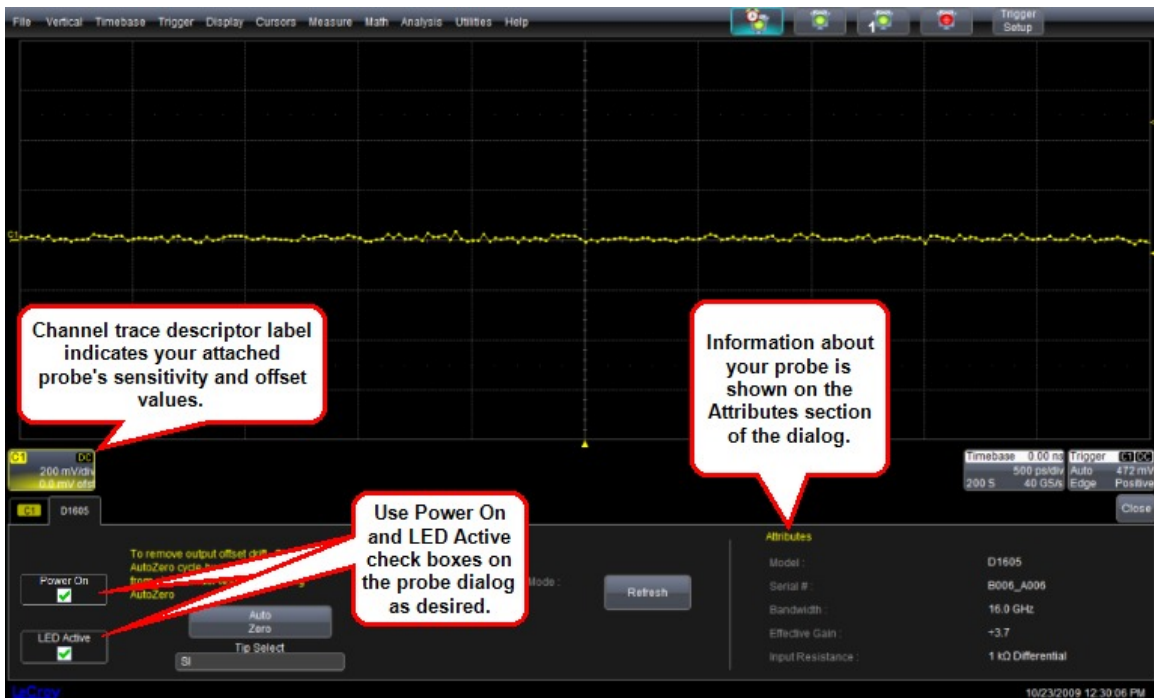 File Vertical Timebase Trigger Display Cursors Measure Math Analysis Utilities Help
1
Trigger
Setup
C1
Channel trace descriptor label
indicates your attached
probe's sensitivity and offset
values.
Information about
your probe is
shown on the
Attributes section
of the dialog.
C1 DC
200 mV/div
0.0 mV ofst
Timebase 0.00 ns
500 ps/div
200 S 40 GS/s
Trigger C1 DC
Auto 472 mV
Edge Positive
C1 D1605
Close
Use Power On
and LED Active
check boxes on
the probe dialog
as desired.
To remove output offset drift
AutoZero cycle
from
AutoZero
Power On
LED Active
Auto
Zero
Tip Select
SI
Mode :
Refresh
Attributes
Model : D1605
Serial # : B006_A006
Bandwidth : 16.0 GHz
Effective Gain : ÷3.7
Input Resistance : 1 kΩ Differential
LeCroy
10/23/2009 12:30:06 PM